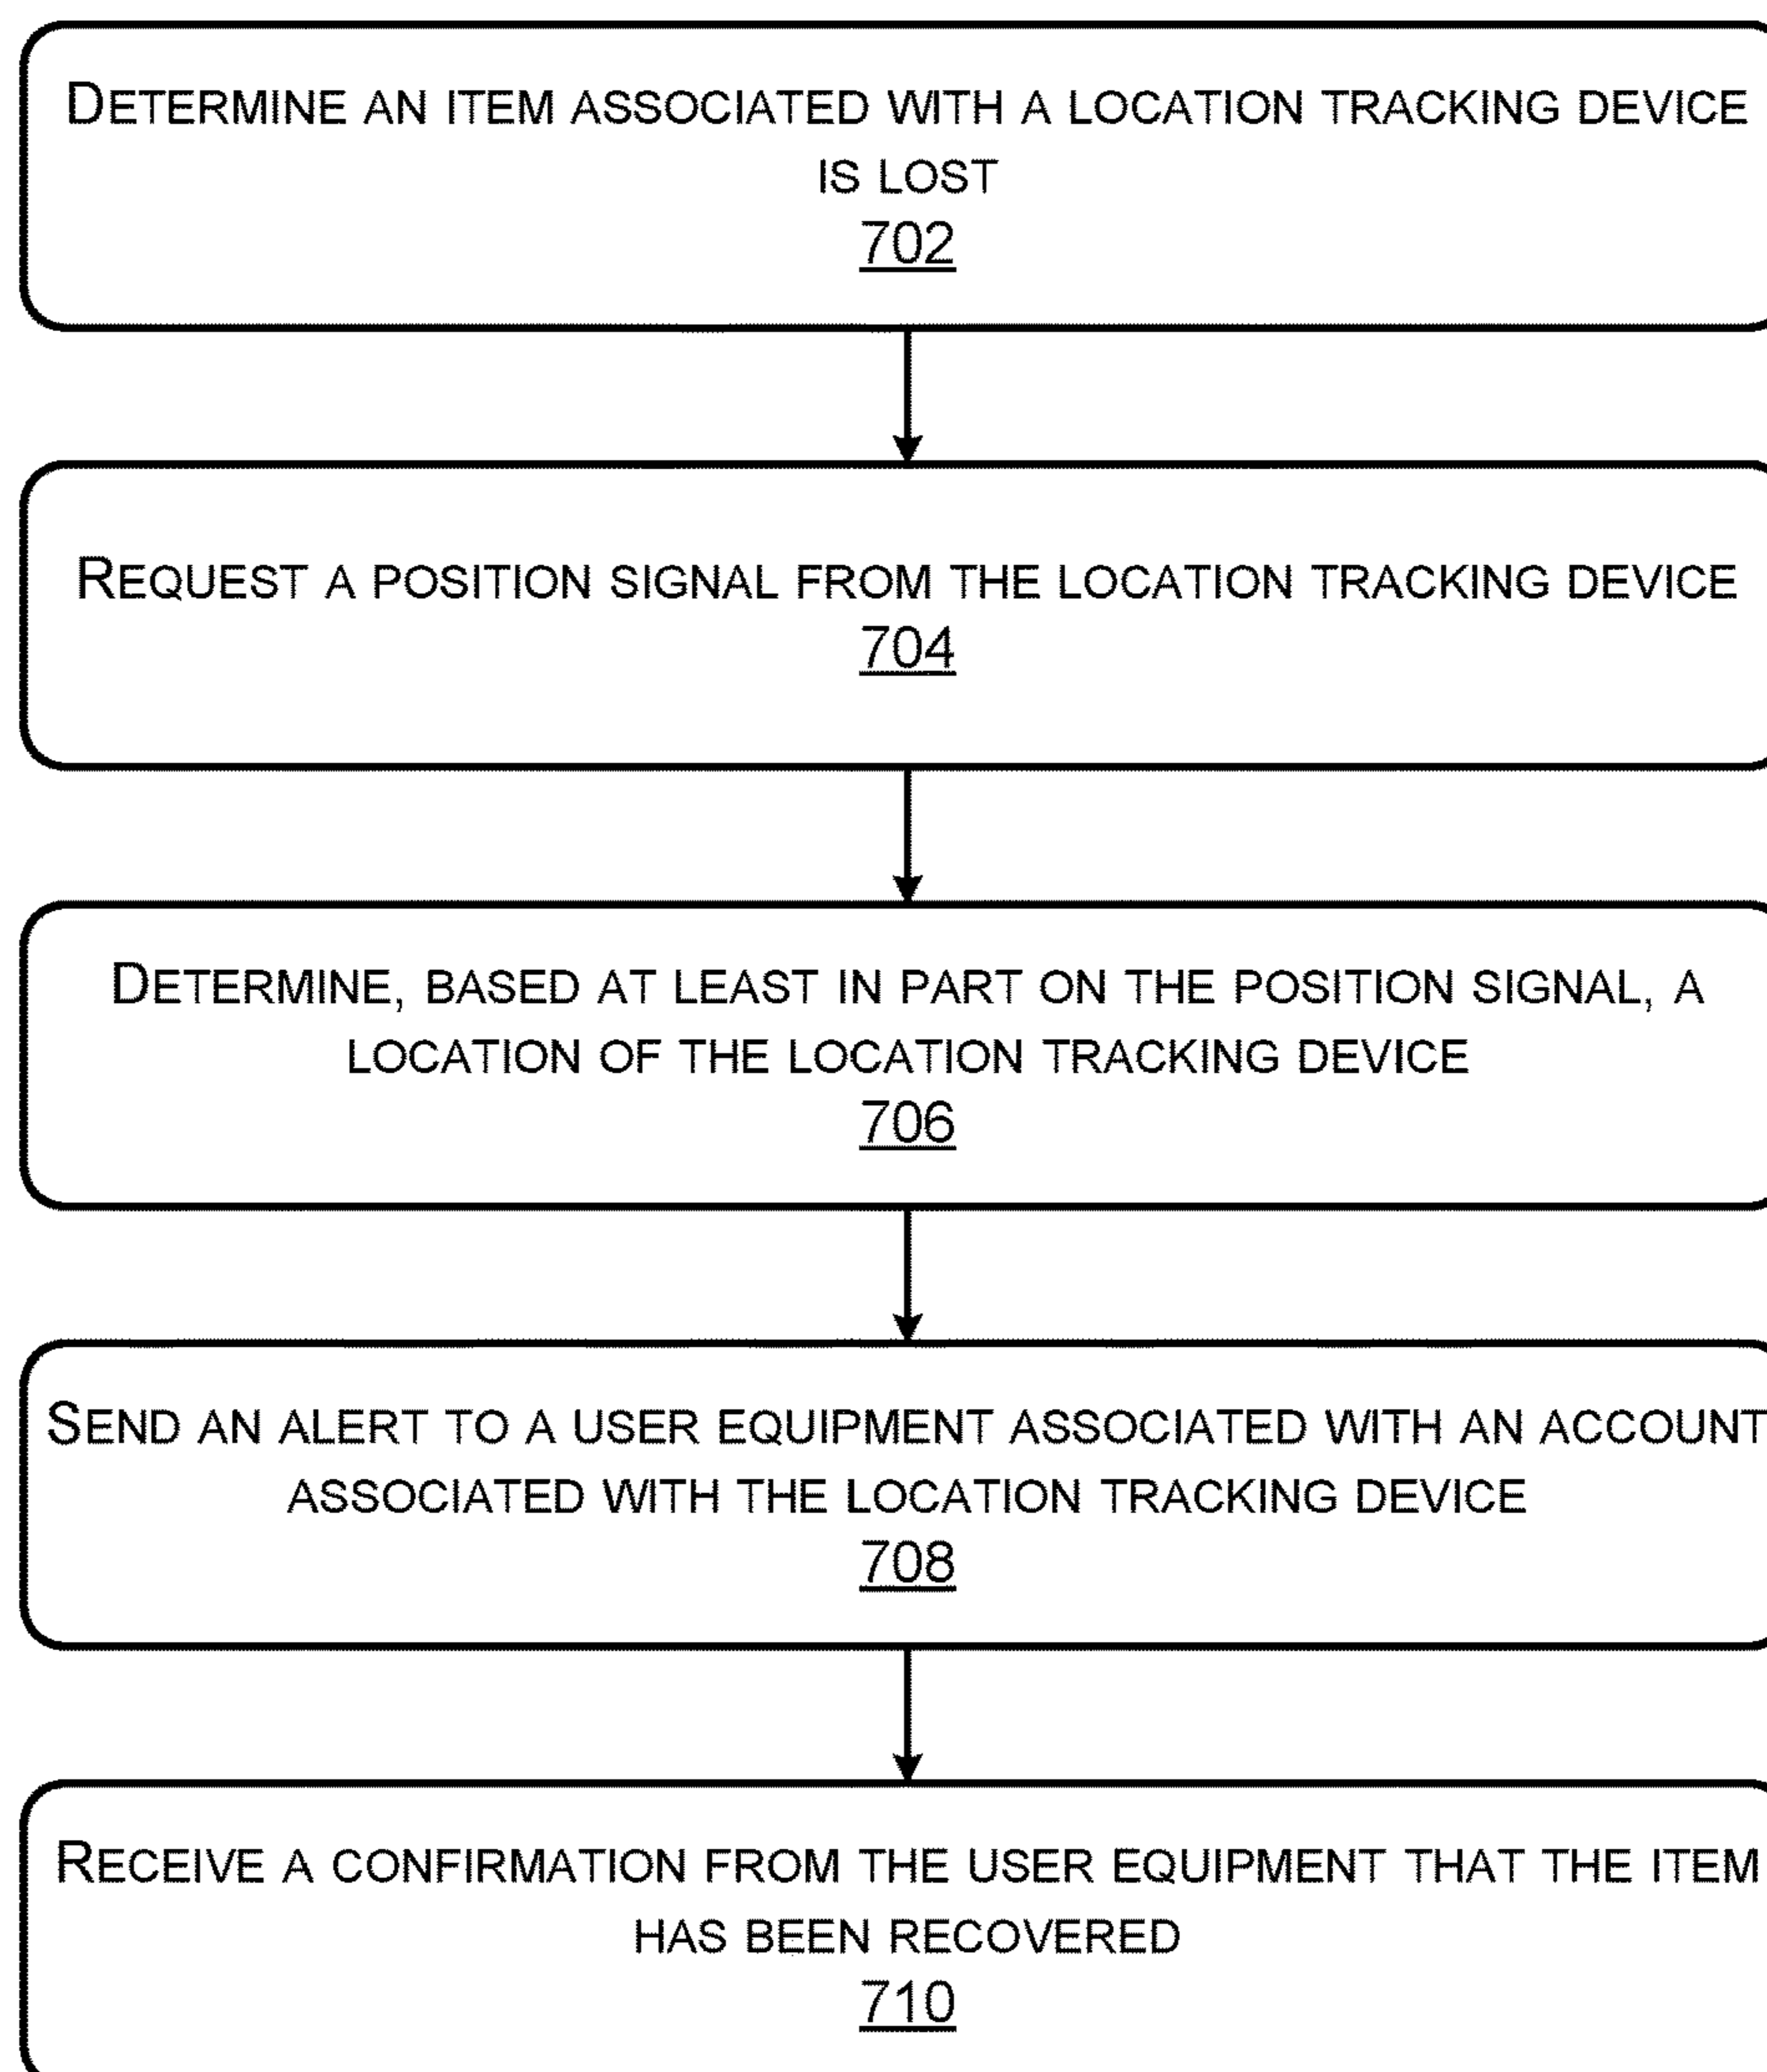 DETERMINE AN ITEM ASSOCIATED WITH A LOCATION TRACKING DEVICE
IS LOST
702
REQUEST A POSITION SIGNAL FROM THE LOCATION TRACKING DEVICE
704
DETERMINE, BASED AT LEAST IN PART ON THE POSITION SIGNAL, A
LOCATION OF THE LOCATION TRACKING DEVICE
706
SEND AN ALERT TO A USER EQUIPMENT ASSOCIATED WITH AN ACCOUNT
ASSOCIATED WITH THE LOCATION TRACKING DEVICE
708
RECEIVE A CONFIRMATION FROM THE USER EQUIPMENT THAT THE ITEM
HAS BEEN RECOVERED
710